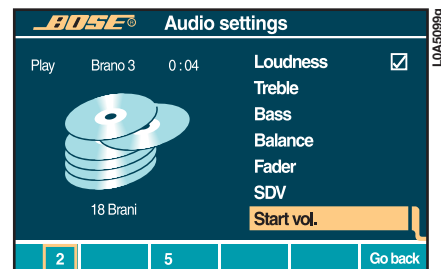 BOSE® Audio settings
Play Brano 3 0:04
18 Brani
Loudness
Treble
Bass
Balance
Fader
SDV
Start vol.
2 5 Go back
L0A5099g